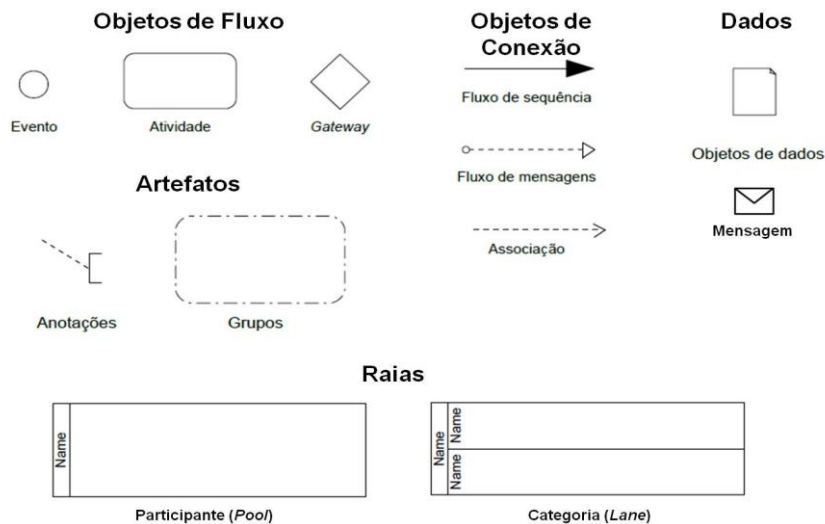 Objetos de Fluxo
Evento
Atividade
Gateway
Objetos de
Conexão
Fluxo de sequência
Fluxo de mensagens
Associação
Dados
Objetos de dados
Mensagem
Artefatos
Anotações
Grupos
Raias
Name
Participante (Pool)
Name
Name
Name
Categoria (Lane)